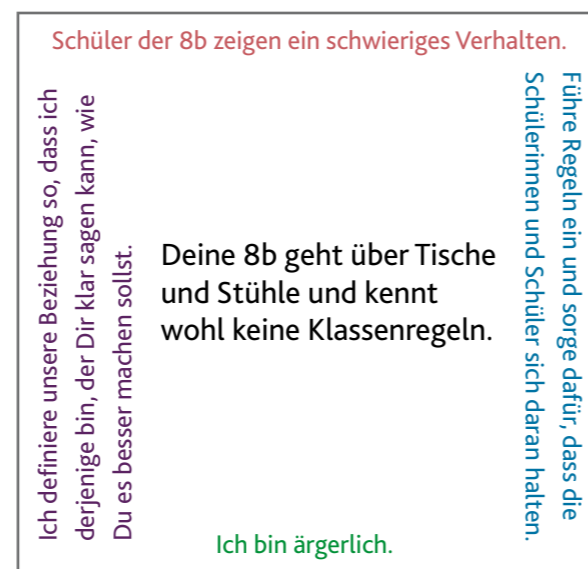 Schüler der 8b zeigen ein schwieriges Verhalten.
Ich definiere unsere Beziehung so, dass ich
derjenige bin, der Dir klar sagen kann, wie
Du es besser machen sollst.
Deine 8b geht über Tische
und Stühle und kennt
wohl keine Klassenregeln.
Führe Regeln ein und sorge dafür, dass die
Schülerinnen und Schüler sich daran halten.
Ich bin ärgerlich.